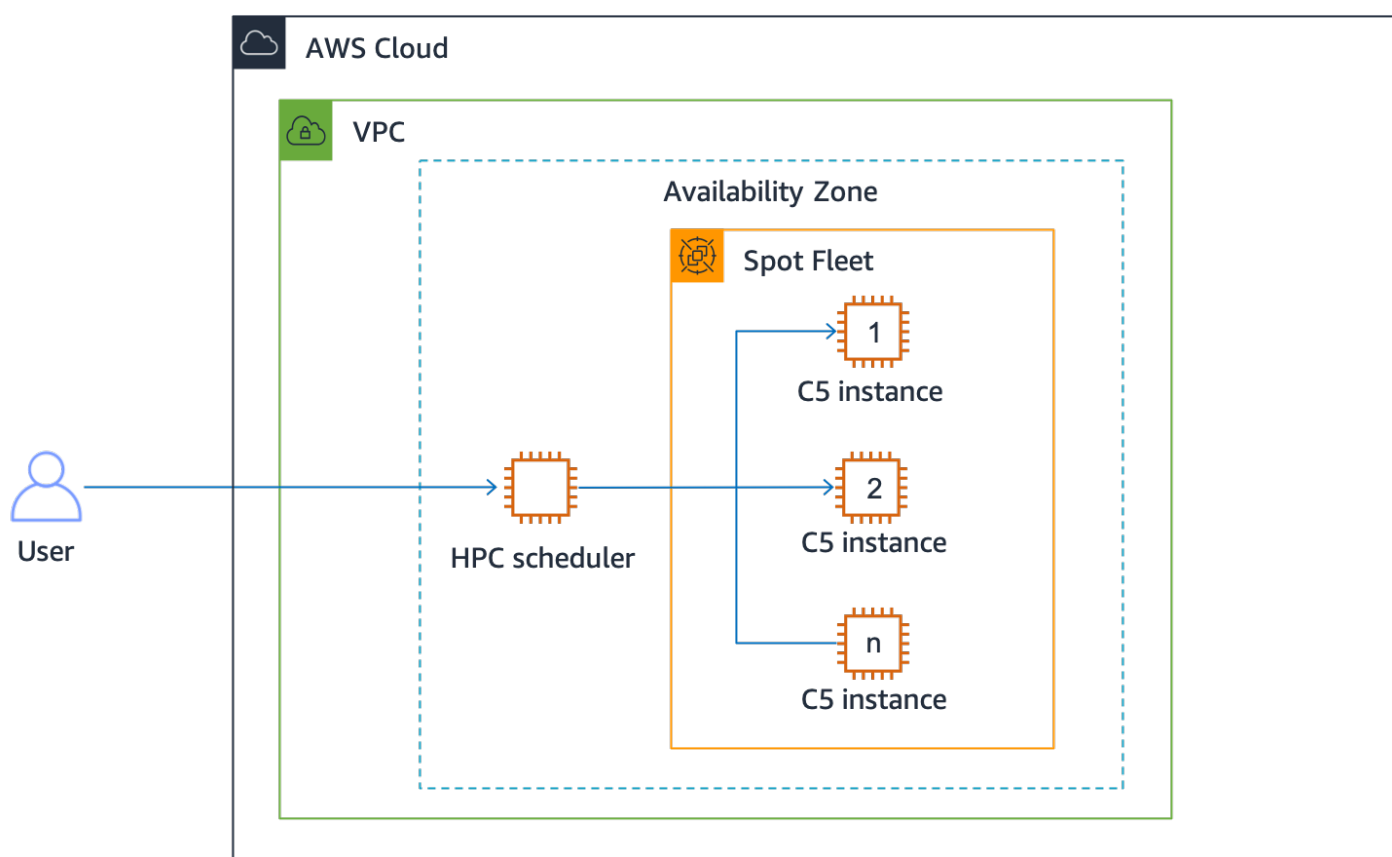 AWS Cloud
VPC
Availability Zone
Spot Fleet
1
C5 instance
2
C5 instance
n
C5 instance
HPC scheduler
User